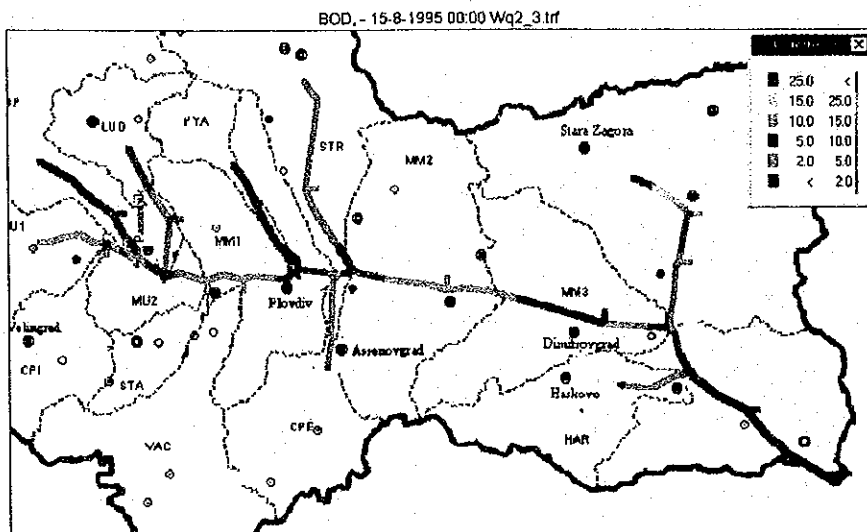 BOD, - 15-8-1995 00:00 Wq2_3.trf
25.0 <
15.0 25.0
10.0 15.0
5.0 10.0
2.0 5.0
< 2.0
LUD
PYA
STR
MM2
Stara Zagora
U1
MM1
MU2
Plovdiv
MM3
Dimitrovgrad
CPI
STA
Assenovgrad
Haskovo
VAC
CPE
HAR